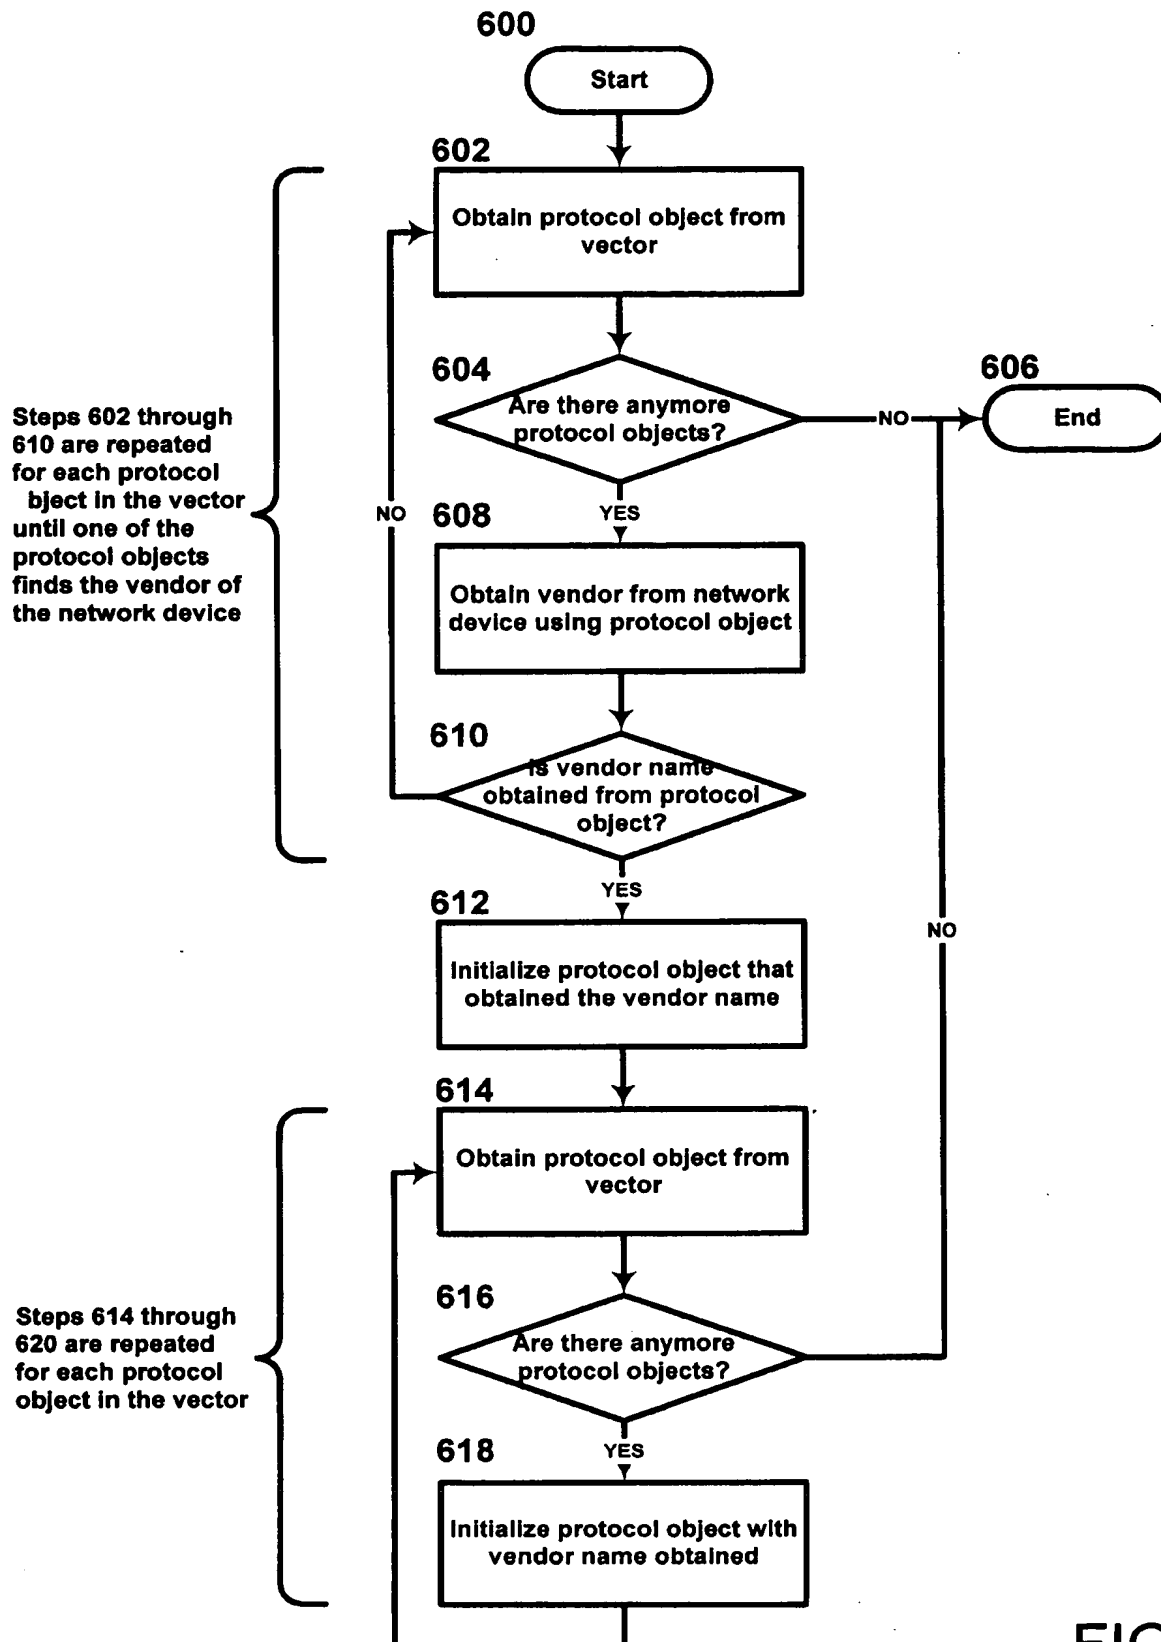 600
Start
602
Obtain protocol object from
vector
604
Are there anymore
protocol objects?
NO
606
End
Steps 602 through
610 are repeated
for each protocol
bject in the vector
until one of the
protocol objects
finds the vendor of
the network device
NO
YES
608
Obtain vendor from network
device using protocol object
610
Is vendor name
obtained from protocol
object?
YES
612
NO
Initialize protocol object that
obtained the vendor name
614
Obtain protocol object from
vector
616
Are there anymore
protocol objects?
Steps 614 through
620 are repeated
for each protocol
object in the vector
YES
618
Initialize protocol object with
vendor name obtained